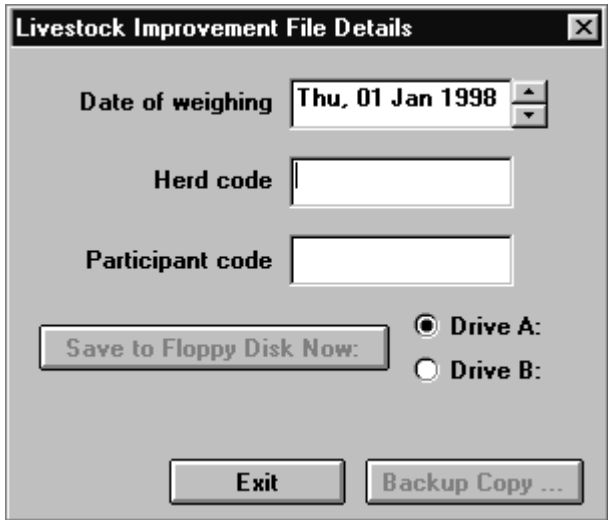 Livestock Improvement File Details
Date of weighing Thu, 01 Jan 1998
Herd code
Participant code
Save to Floppy Disk Now:
Drive A:
Drive B:
Exit Backup Copy ...